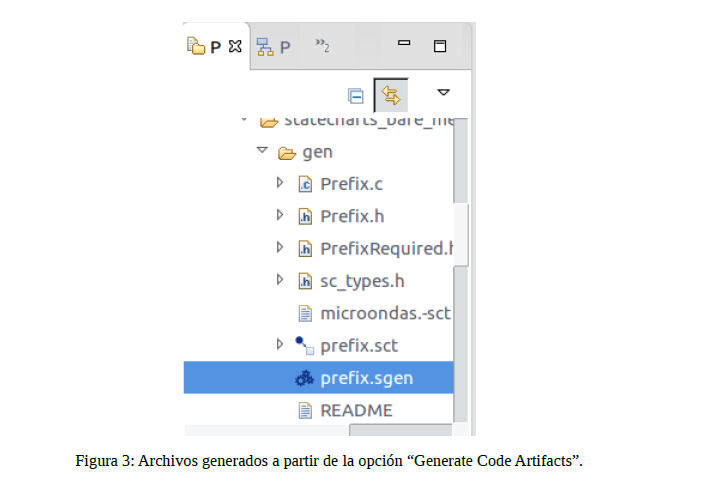 P P »2
statecharts_bare_me
gen
Prefix.c
Prefix.h
PrefixRequired.h
sc_types.h
microondas.-sct
prefix.sct
prefix.sgen
README
Figura 3: Archivos generados a partir de la opción “Generate Code Artifacts”.